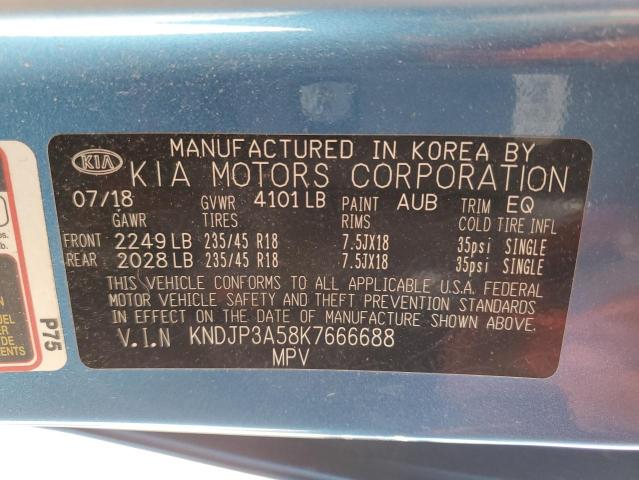 MANUFACTURED IN KOREA BY
KIA KIA MOTORS CORPORATION
07/18 GVWR 4101 LB PAINT AUB TRIM EQ
GAWR TIRES RIMS COLD TIRE INFL
FRONT 2249 LB 235/45 R18 7.5JX18 35psi SINGLE
REAR 2028 LB 235/45 R18 7.5JX18 35psi SINGLE
THIS VEHICLE CONFORMS TO ALL APPLICABLE U.S.A. FEDERAL
MOTOR VEHICLE SAFETY AND THEFT PREVENTION STANDARDS
IN EFFECT ON THE DATE OF MANUFACTURE SHOWN ABOVE.
V.I.N KNDJP3A58K7666688
MPV
P75